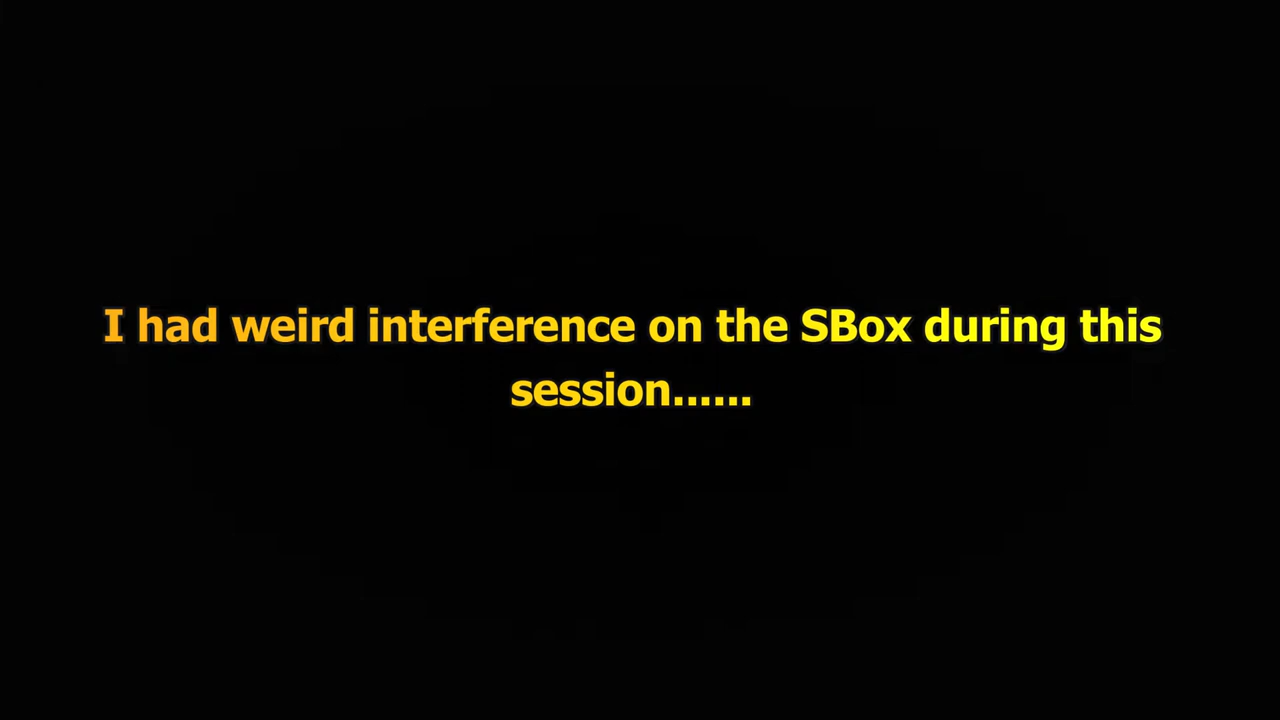 I had weird interference on the SBox during this
session......